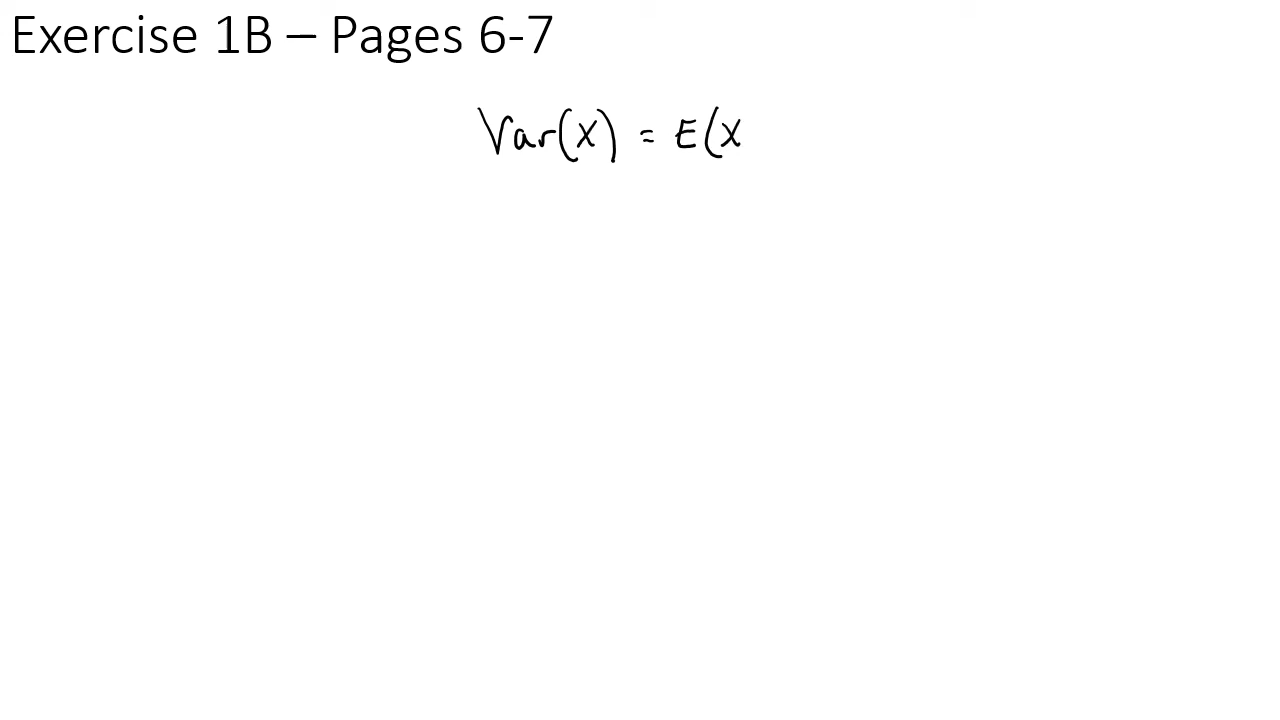 Exercise 1B – Pages 6-7
Var(X) = E(X